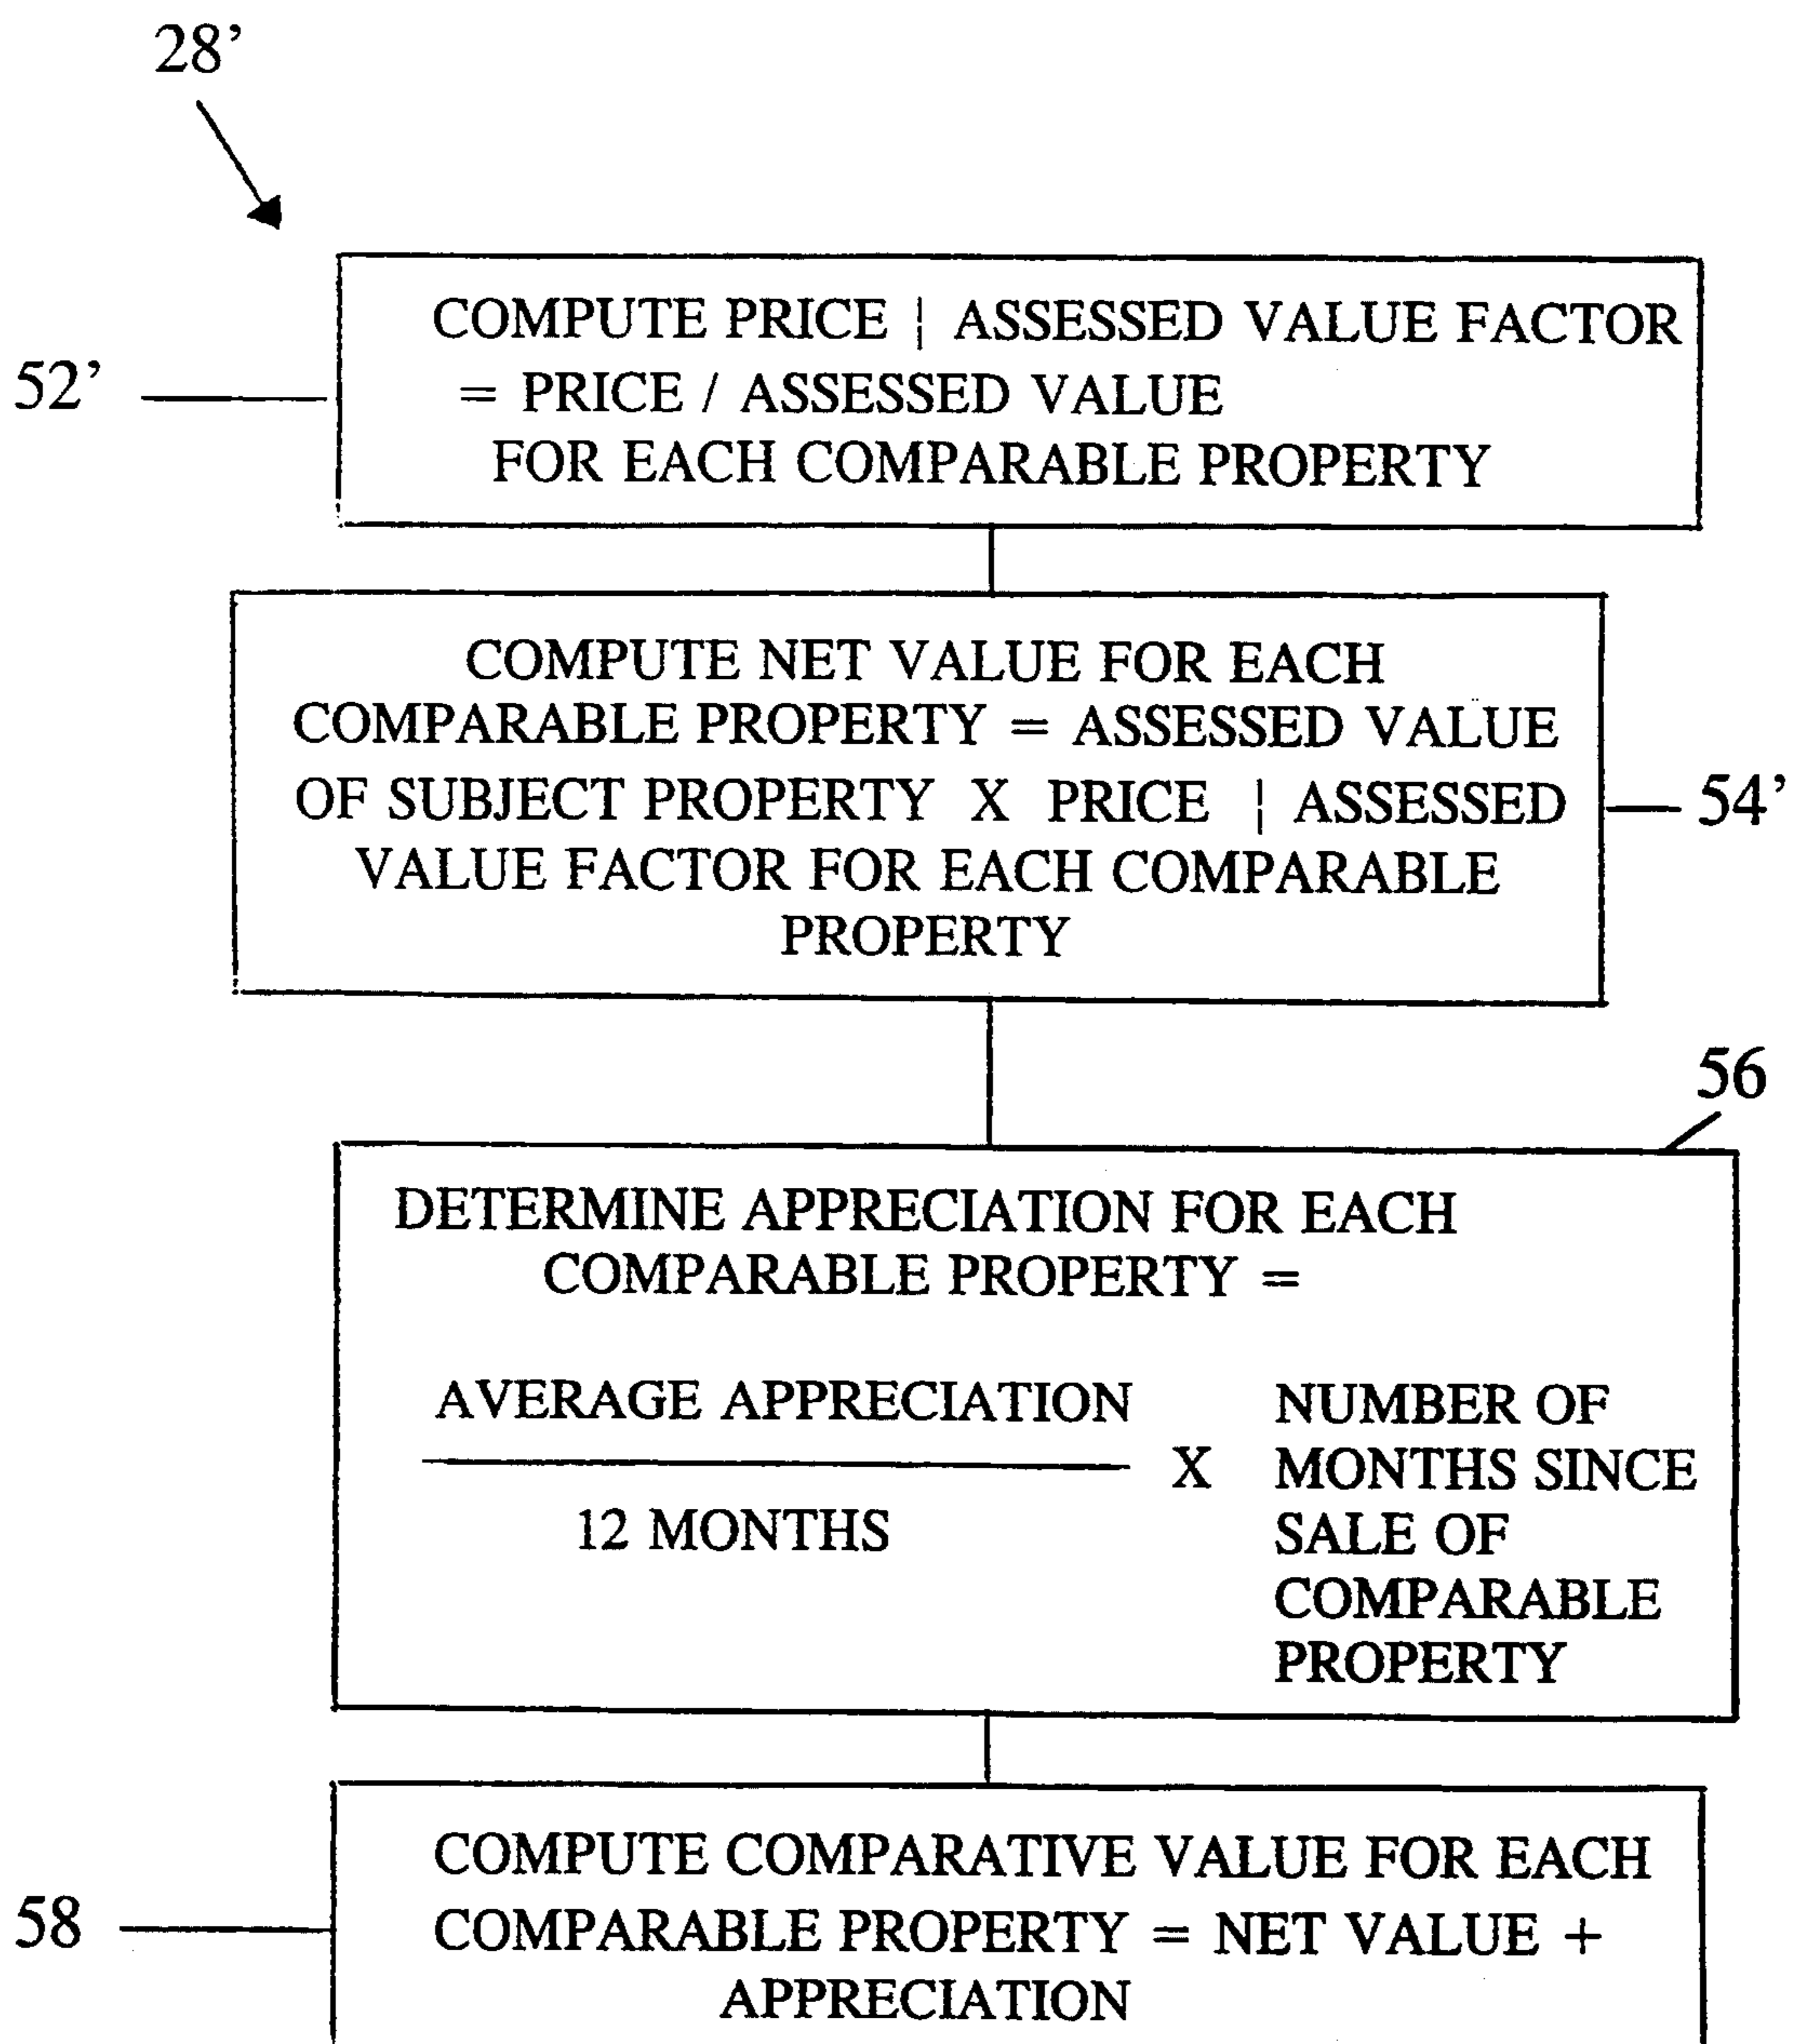 28’
COMPUTE PRICE | ASSESSED VALUE FACTOR
52’
= PRICE / ASSESSED VALUE
FOR EACH COMPARABLE PROPERTY
COMPUTE NET VALUE FOR EACH
COMPARABLE PROPERTY = ASSESSED VALUE
OF SUBJECT PROPERTY X PRICE | ASSESSED
54’
VALUE FACTOR FOR EACH COMPARABLE
PROPERTY
56
DETERMINE APPRECIATION FOR EACH
COMPARABLE PROPERTY =
AVERAGE APPRECIATION
12 MONTHS
X
NUMBER OF
MONTHS SINCE
SALE OF
COMPARABLE
PROPERTY
COMPUTE COMPARATIVE VALUE FOR EACH
58
COMPARABLE PROPERTY = NET VALUE +
APPRECIATION